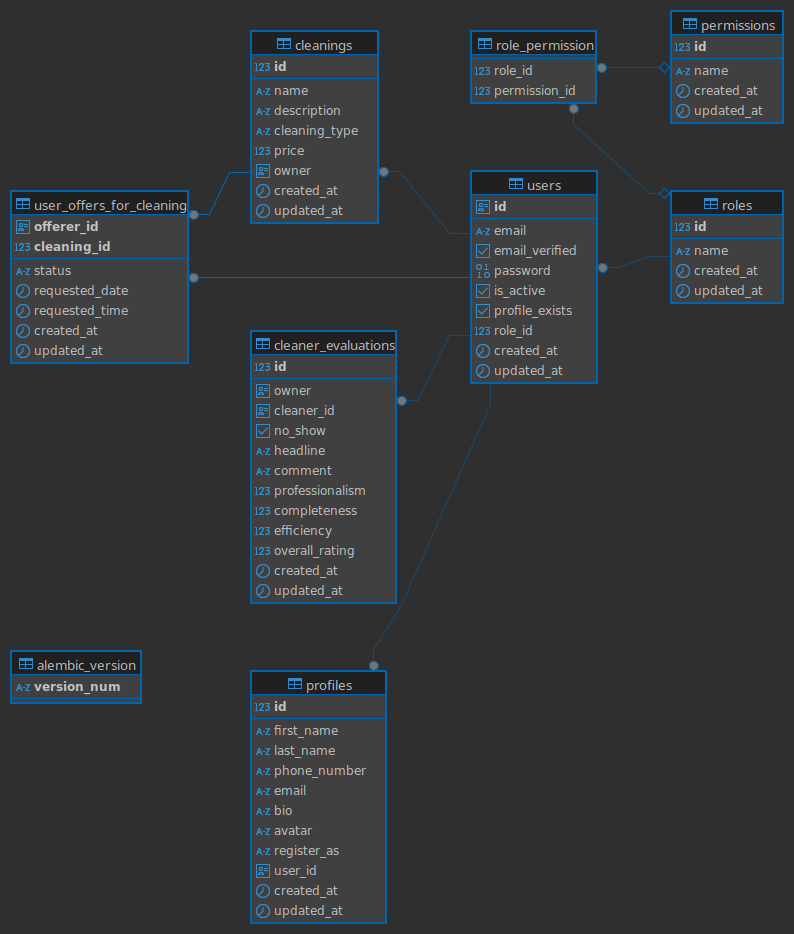 cleanings
123 id
A-Z name
A-Z description
A-Z cleaning_type
123 price
owner
created_at
updated_at
role_permission
123 role_id
123 permission_id
permissions
123 id
A-Z name
created_at
updated_at
user_offers_for_cleaning
offerer_id
123 cleaning_id
A-Z status
requested_date
requested_time
created_at
updated_at
users
id
A-Z email
email_verified
password
is_active
profile_exists
123 role_id
created_at
updated_at
roles
123 id
A-Z name
created_at
updated_at
cleaner_evaluations
123 id
owner
cleaner_id
no_show
A-Z headline
A-Z comment
123 professionalism
123 completeness
123 efficiency
123 overall_rating
created_at
updated_at
alembic_version
A-Z version_num
profiles
123 id
A-Z first_name
A-Z last_name
A-Z phone_number
A-Z email
A-Z bio
A-Z avatar
A-Z register_as
user_id
created_at
updated_at